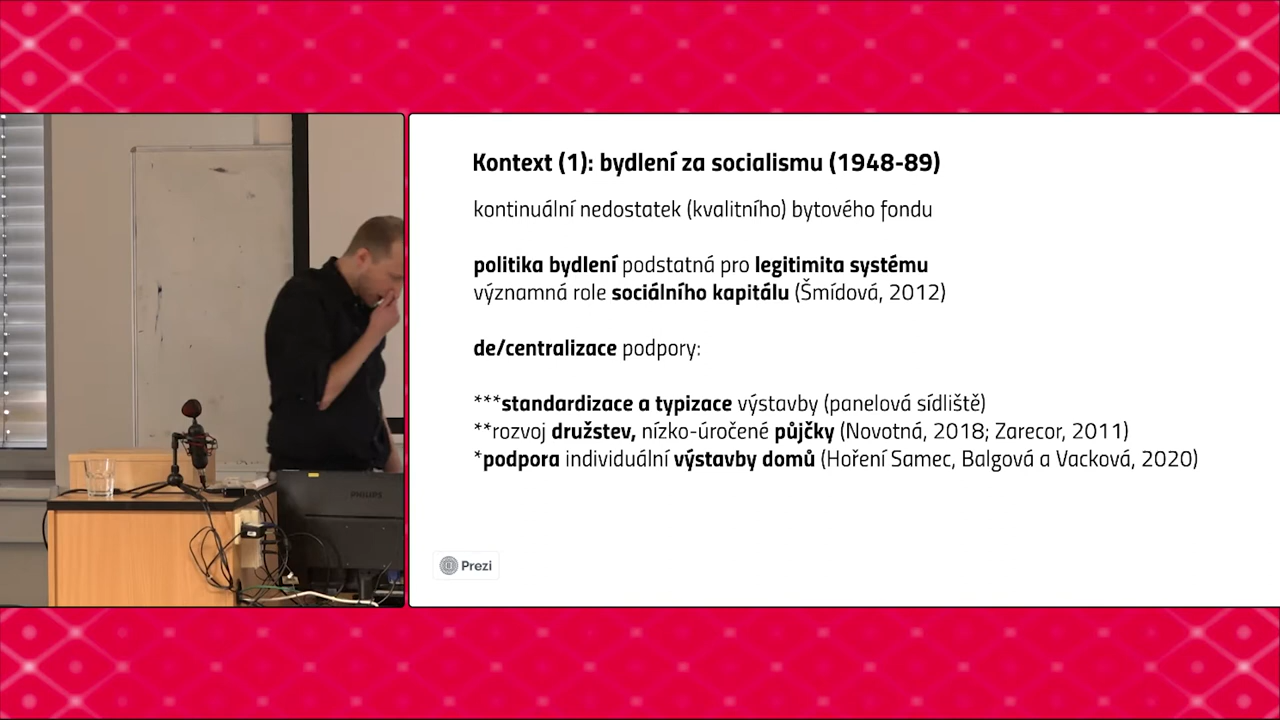 Kontext (1): bydlení za socialismu (1948-89)
kontinuální nedostatek (kvalitního) bytového fondu
politika bydlení podstatná pro legitimita systému
významná role sociálního kapitálu (Šmídová, 2012)
de/centralizace podpory:
***standardizace a typizace výstavby (panelová sídliště)
**rozvoj družstev, nízko-úročené půjčky (Novotná, 2018; Zarecor, 2011)
*podpora individuální výstavby domů (Hoření Samec, Balgová a Vacková, 2020)
Prezi
PHILIPS